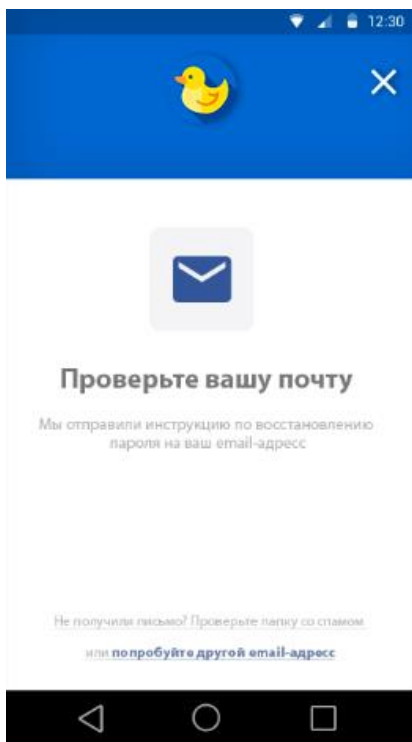 12:30
Проверьте вашу почту
Мы отправили инструкцию по восстановлению
пароля на ваш email-адресс
Не получили письмо? Проверьте папку со спамом
или попробуйте другой email-адресс